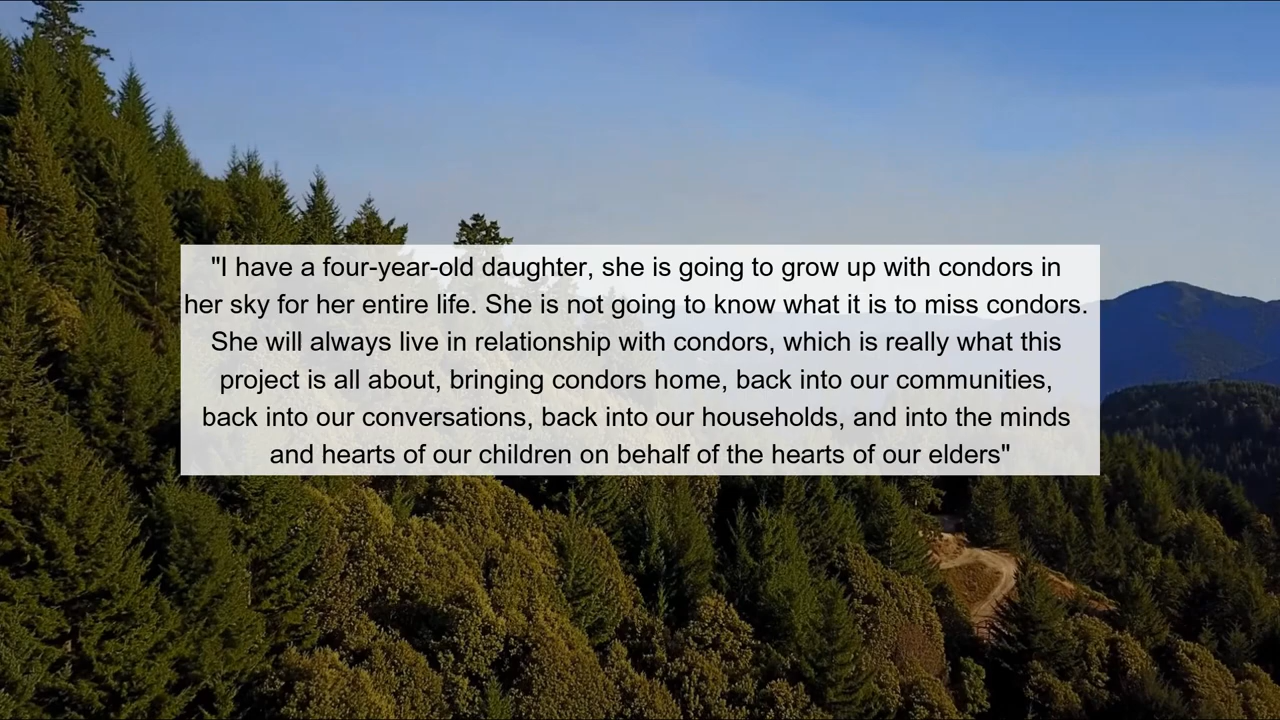 "I have a four-year-old daughter, she is going to grow up with condors in
her sky for her entire life. She is not going to know what it is to miss condors.
She will always live in relationship with condors, which is really what this
project is all about, bringing condors home, back into our communities,
back into our conversations, back into our households, and into the minds
and hearts of our children on behalf of the hearts of our elders"